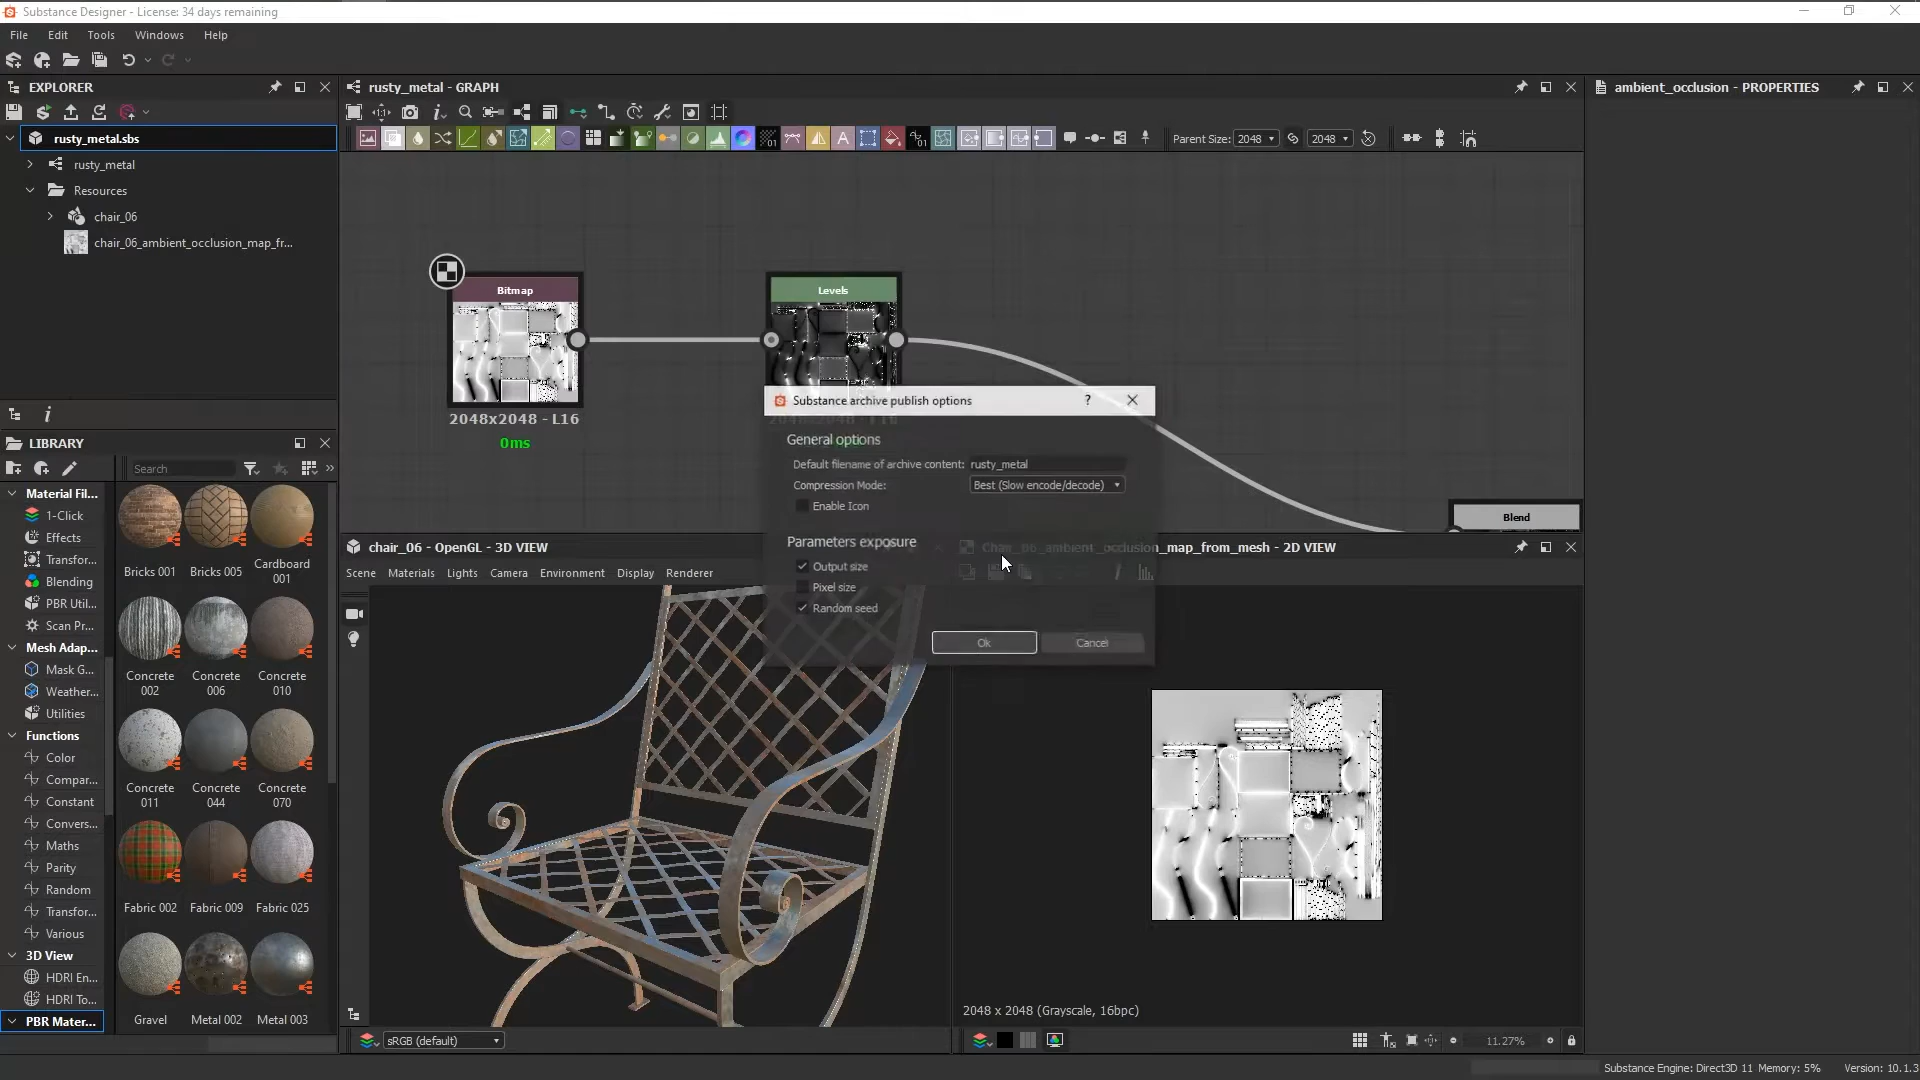 Substance Designer - License: 34 days remaining
File Edit Tools Windows Help
EXPLORER
rusty_metal.sbs
rusty_metal
Resources
chair_06
chair_06_ambient_occlusion_map_fr...
LIBRARY
Search
Material Fil...
1-Click
Effects
Transfor...
Blending
PBR Util...
Scan Pr...
Mesh Adap...
Mask G...
Weather...
Utilities
Functions
Color
Compar...
Constant
Convers...
Maths
Parity
Random
Transfor...
Various
3D View
HDRI En...
HDRI To...
PBR Mater...
Bricks 001 Bricks 005 Cardboard 001
Concrete 002 Concrete 006 Concrete 010
Concrete 011 Concrete 044 Concrete 070
Fabric 002 Fabric 009 Fabric 025
Gravel Metal 002 Metal 003
rusty_metal - GRAPH
Parent Size: 2048 2048
Bitmap
2048x2048 - L16
0ms
Levels
Blend
Substance archive publish options
?
General options
Default filename of archive content: rusty_metal
Compression Mode: Best (Slow encode/decode)
Enable Icon
Parameters exposure
Output size
Pixel size
Random seed
Ok Cancel
chair_06 - OpenGL - 3D VIEW
Scene Materials Lights Camera Environment Display Renderer
sRGB (default)
Chair_06_ambient_occlusion_map_from_mesh - 2D VIEW
2048 x 2048 (Grayscale, 16bpc)
11.27%
ambient_occlusion - PROPERTIES
Substance Engine: Direct3D 11 Memory: 5% Version: 10.1.3